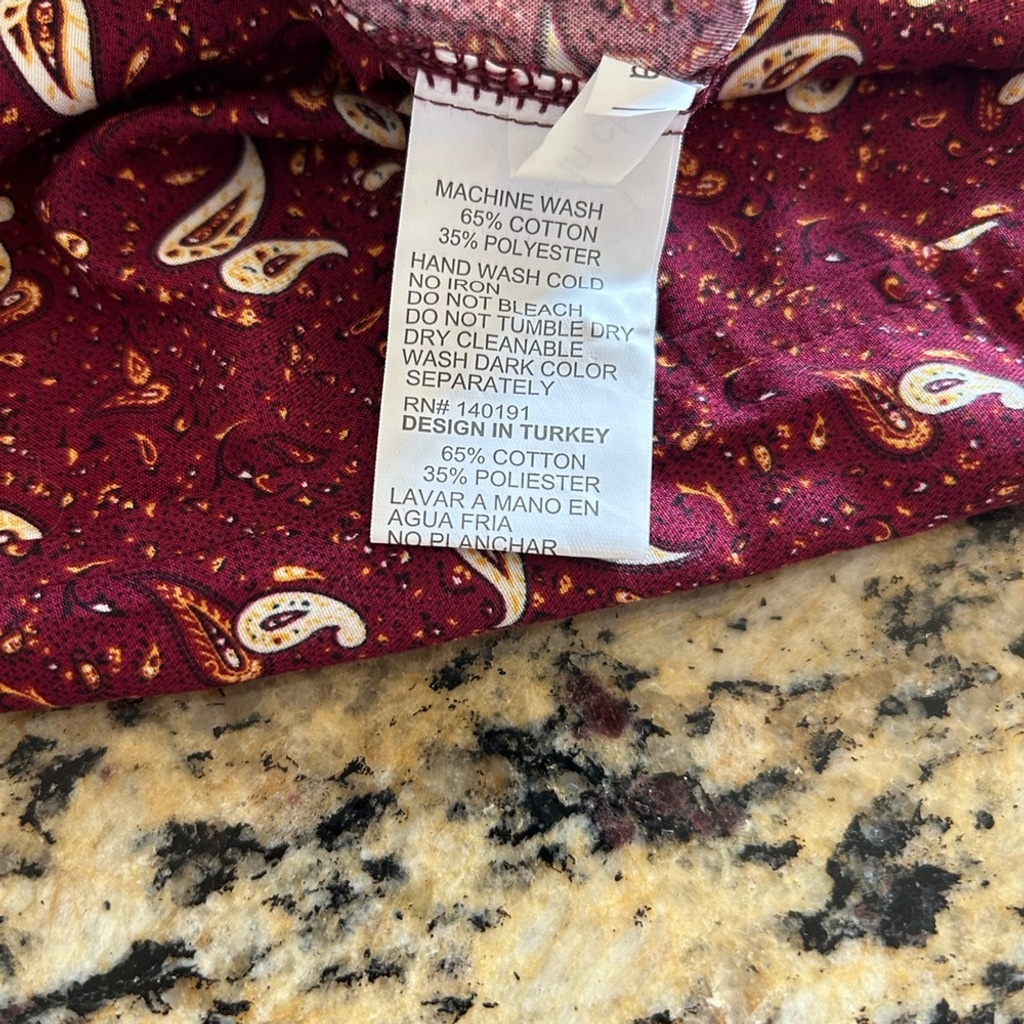 MACHINE WASH
65% COTTON
35% POLYESTER
HAND WASH COLD
NO IRON
DO NOT BLEACH
DO NOT TUMBLE DRY
DRY CLEANABLE
WASH DARK COLOR
SEPARATELY
RN# 140191
DESIGN IN TURKEY
65% COTTON
35% POLIESTER
LAVAR A MANO EN
AGUA FRIA
NO PLANCHAR